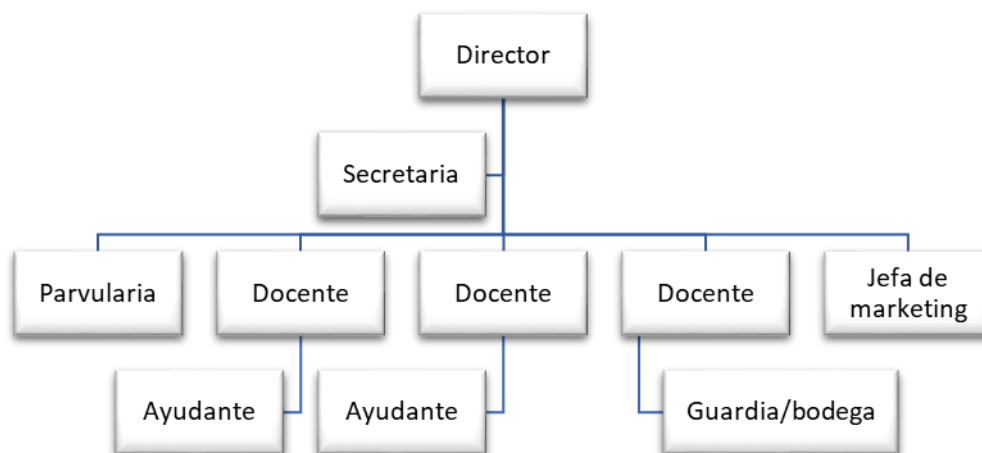 Director
Secretaria
Parvularia
Docente
Docente
Docente
Jefa de
marketing
Ayudante
Ayudante
Guardia/bodega